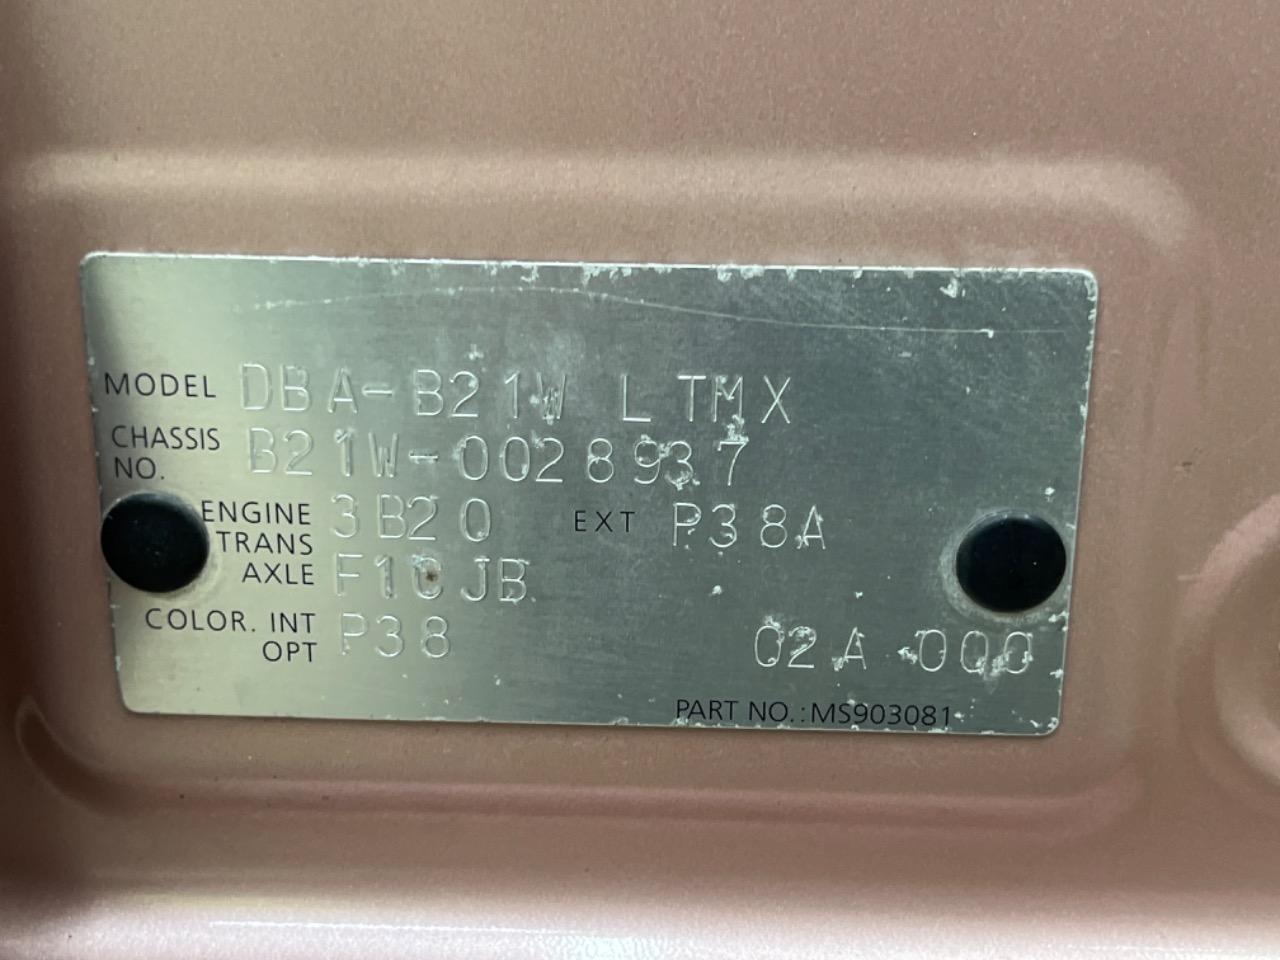 MODEL DBA-B21W LTMX
CHASSIS NO. B21W-0028937
ENGINE 3B20 EXT P38A
TRANS AXLE F1CJB
COLOR. INT OPT P38 02A 000
PART NO.:MS903081